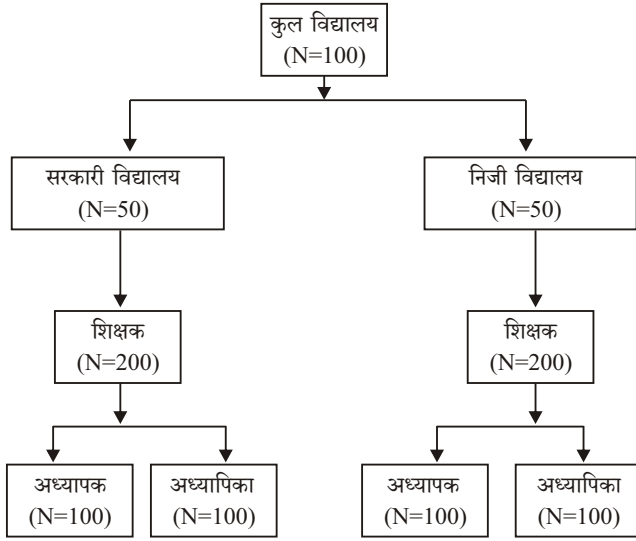 कुल विद्यालय
(N=100)
सरकारी विद्यालय
(N=50)
निजी विद्यालय
(N=50)
शिक्षक
(N=200)
शिक्षक
(N=200)
अध्यापक
(N=100)
अध्यापिका
(N=100)
अध्यापक
(N=100)
अध्यापिका
(N=100)